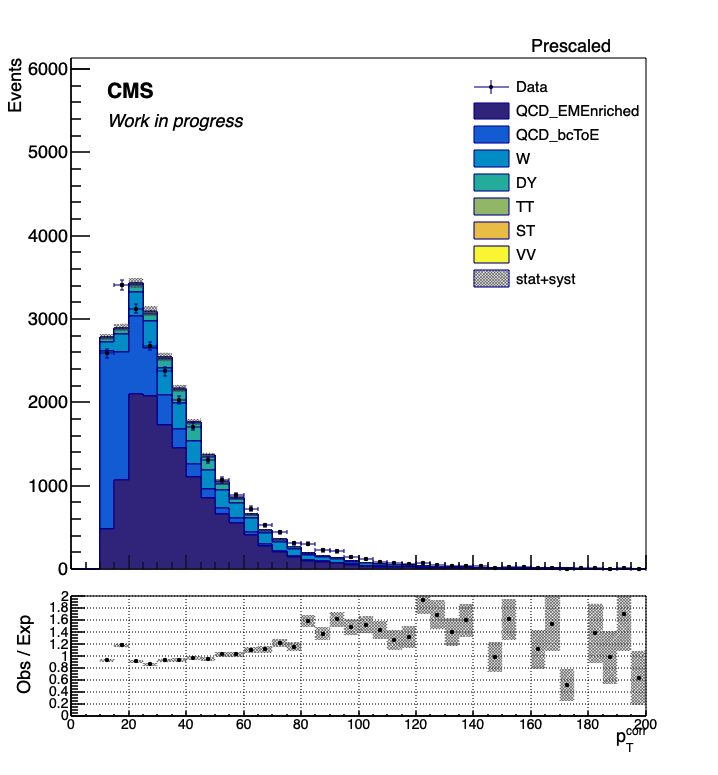 Prescaled
Events
6000
5000
4000
3000
2000
1000
0
CMS
Work in progress
Data
QCD_EMEnriched
QCD_bcToE
W
DY
TT
ST
VV
stat+syst
Obs / Exp
2
1.8
1.6
1.4
1.2
1
0.8
0.6
0.4
0.2
0
0 20 40 60 80 100 120 140 160 180 200
p_T^corr